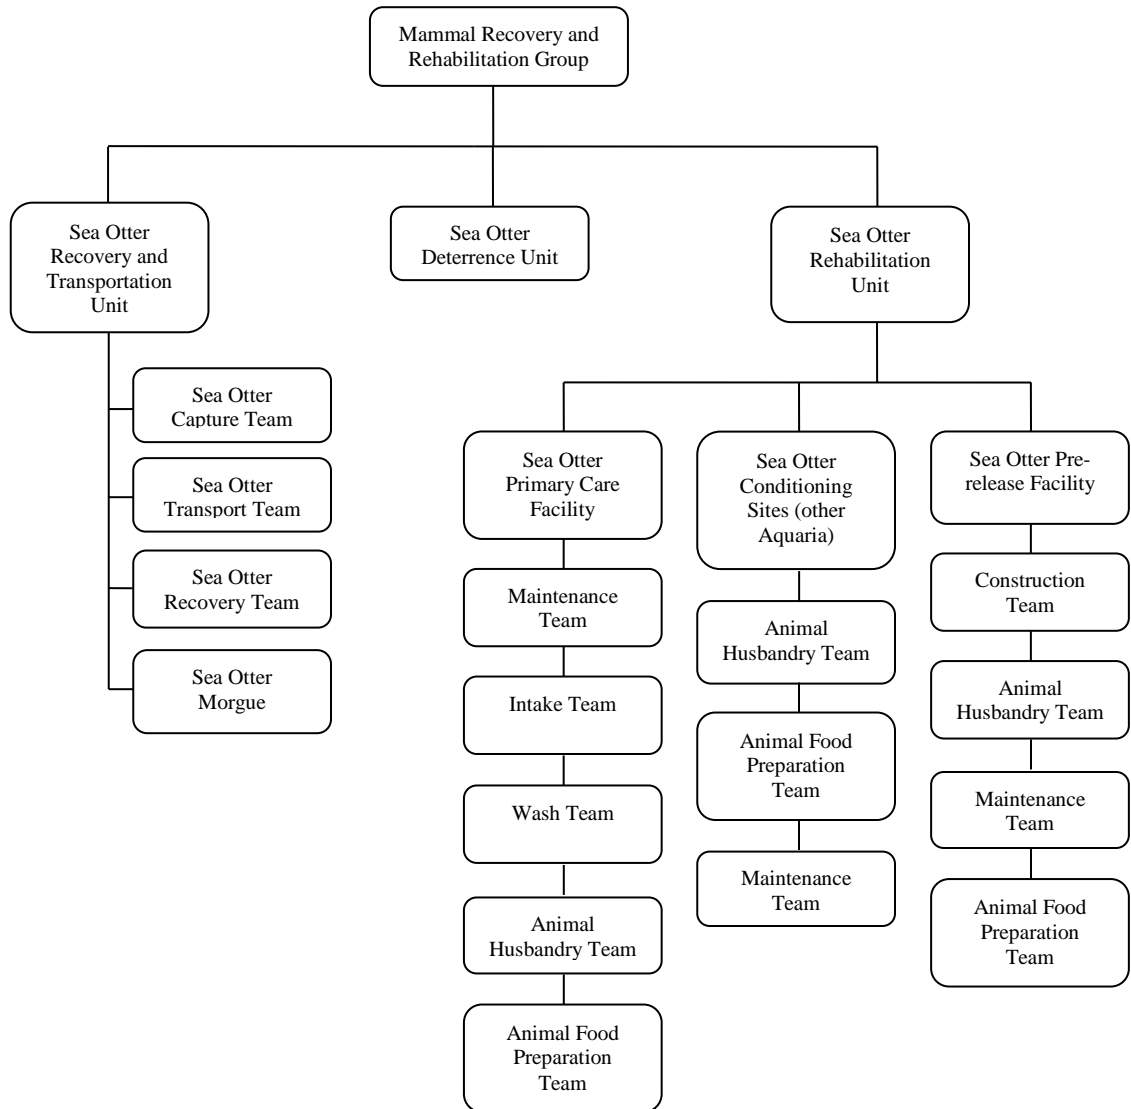 Mammal Recovery and
Rehabilitation Group
Sea Otter
Recovery and
Transportation
Unit
Sea Otter
Deterrence Unit
Sea Otter
Rehabilitation
Unit
Sea Otter
Capture Team
Sea Otter
Transport Team
Sea Otter
Recovery Team
Sea Otter
Morgue
Sea Otter
Primary Care
Facility
Maintenance
Team
Intake Team
Wash Team
Animal
Husbandry Team
Animal Food
Preparation
Team
Sea Otter
Conditioning
Sites (other
Aquaria)
Animal
Husbandry Team
Animal Food
Preparation
Team
Maintenance
Team
Sea Otter Pre-
release Facility
Construction
Team
Animal
Husbandry Team
Maintenance
Team
Animal Food
Preparation
Team